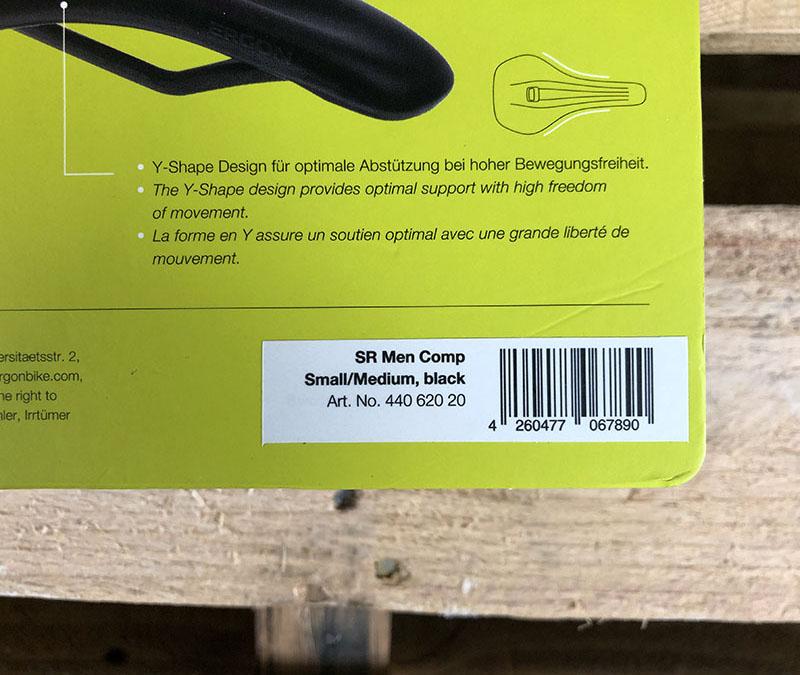 ERGON
Y-Shape Design für optimale Abstützung bei hoher Bewegungsfreiheit.
The Y-Shape design provides optimal support with high freedom
of movement.
La forme en Y assure un soutien optimal avec une grande liberté de
mouvement.
ersitaetsstr. 2,
rgonbike.com,
he right to
hler, Irrtümer
SR Men Comp
Small/Medium, black
Art. No. 440 620 20
4 260477 067890